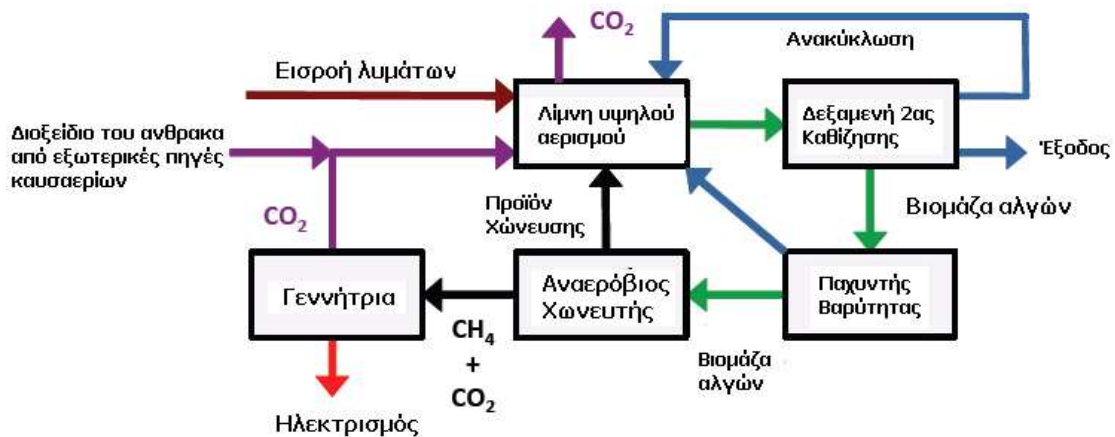 CO2
Ανακύκλωση
Εισροή λυμάτων
Λίμνη υψηλού
αερισμού
Δεξαμενή 2ας
Καθίζησης
Διοξείδιο του ανθρακα
από εξωτερικές πηγές
καυσαερίων
Έξοδος
CO2
Προϊόν
Χώνευσης
Βιομάζα αλγών
Γεννήτρια
Αναερόβιος
Χωνευτής
Παχυντής
Βαρύτητας
CH4
+
CO2
Βιομάζα
αλγών
Ηλεκτρισμός